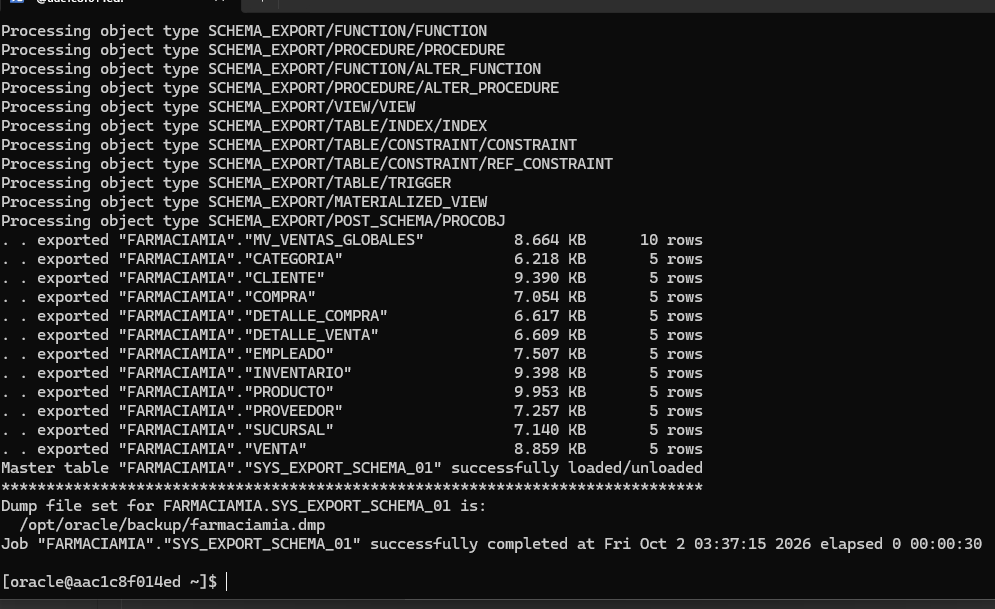 Processing object type SCHEMA_EXPORT/FUNCTION/FUNCTION
Processing object type SCHEMA_EXPORT/PROCEDURE/PROCEDURE
Processing object type SCHEMA_EXPORT/FUNCTION/ALTER_FUNCTION
Processing object type SCHEMA_EXPORT/PROCEDURE/ALTER_PROCEDURE
Processing object type SCHEMA_EXPORT/VIEW/VIEW
Processing object type SCHEMA_EXPORT/TABLE/INDEX/INDEX
Processing object type SCHEMA_EXPORT/TABLE/CONSTRAINT/CONSTRAINT
Processing object type SCHEMA_EXPORT/TABLE/CONSTRAINT/REF_CONSTRAINT
Processing object type SCHEMA_EXPORT/TABLE/TRIGGER
Processing object type SCHEMA_EXPORT/MATERIALIZED_VIEW
Processing object type SCHEMA_EXPORT/POST_SCHEMA/PROCOBJ
. . exported "FARMACIAMIA"."MV_VENTAS_GLOBALES" 8.664 KB 10 rows
. . exported "FARMACIAMIA"."CATEGORIA" 6.218 KB 5 rows
. . exported "FARMACIAMIA"."CLIENTE" 9.390 KB 5 rows
. . exported "FARMACIAMIA"."COMPRA" 7.054 KB 5 rows
. . exported "FARMACIAMIA"."DETALLE_COMPRA" 6.617 KB 5 rows
. . exported "FARMACIAMIA"."DETALLE_VENTA" 6.609 KB 5 rows
. . exported "FARMACIAMIA"."EMPLEADO" 7.507 KB 5 rows
. . exported "FARMACIAMIA"."INVENTARIO" 9.398 KB 5 rows
. . exported "FARMACIAMIA"."PRODUCTO" 9.953 KB 5 rows
. . exported "FARMACIAMIA"."PROVEEDOR" 7.257 KB 5 rows
. . exported "FARMACIAMIA"."SUCURSAL" 7.140 KB 5 rows
. . exported "FARMACIAMIA"."VENTA" 8.859 KB 5 rows
Master table "FARMACIAMIA"."SYS_EXPORT_SCHEMA_01" successfully loaded/unloaded
******************************************************************************
Dump file set for FARMACIAMIA.SYS_EXPORT_SCHEMA_01 is:
/opt/oracle/backup/farmaciamia.dmp
Job "FARMACIAMIA"."SYS_EXPORT_SCHEMA_01" successfully completed at Fri Oct 2 03:37:15 2026 elapsed 0 00:00:30
[oracle@aac1c8f014ed ~]$